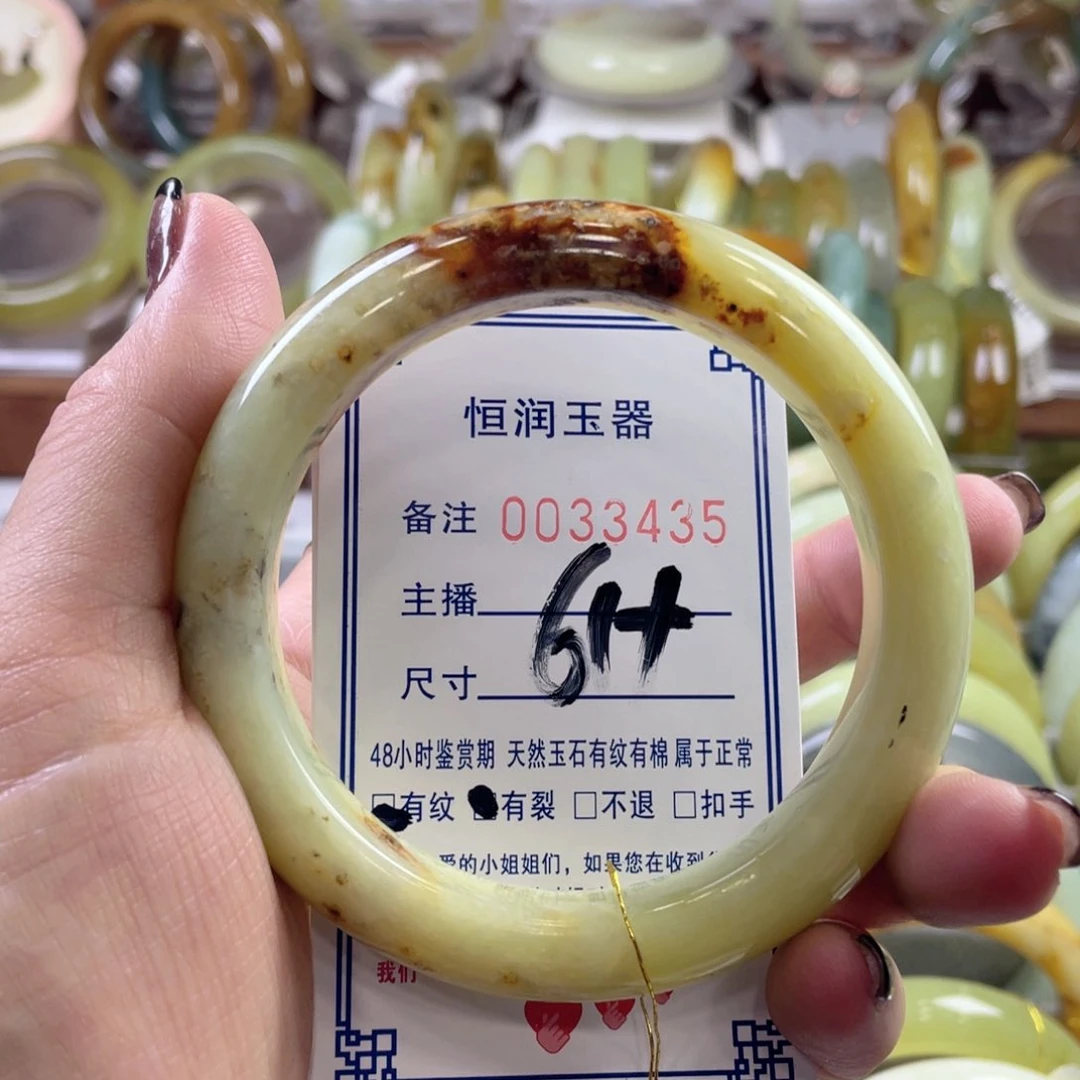 恒润玉器
备注 0033435
主播
6H
尺寸
48小时鉴赏期 天然玉石有纹有棉 属于正常
□有纹 □有裂 □不退 □扣手
爱的小姐姐们，如果您在收到
我们